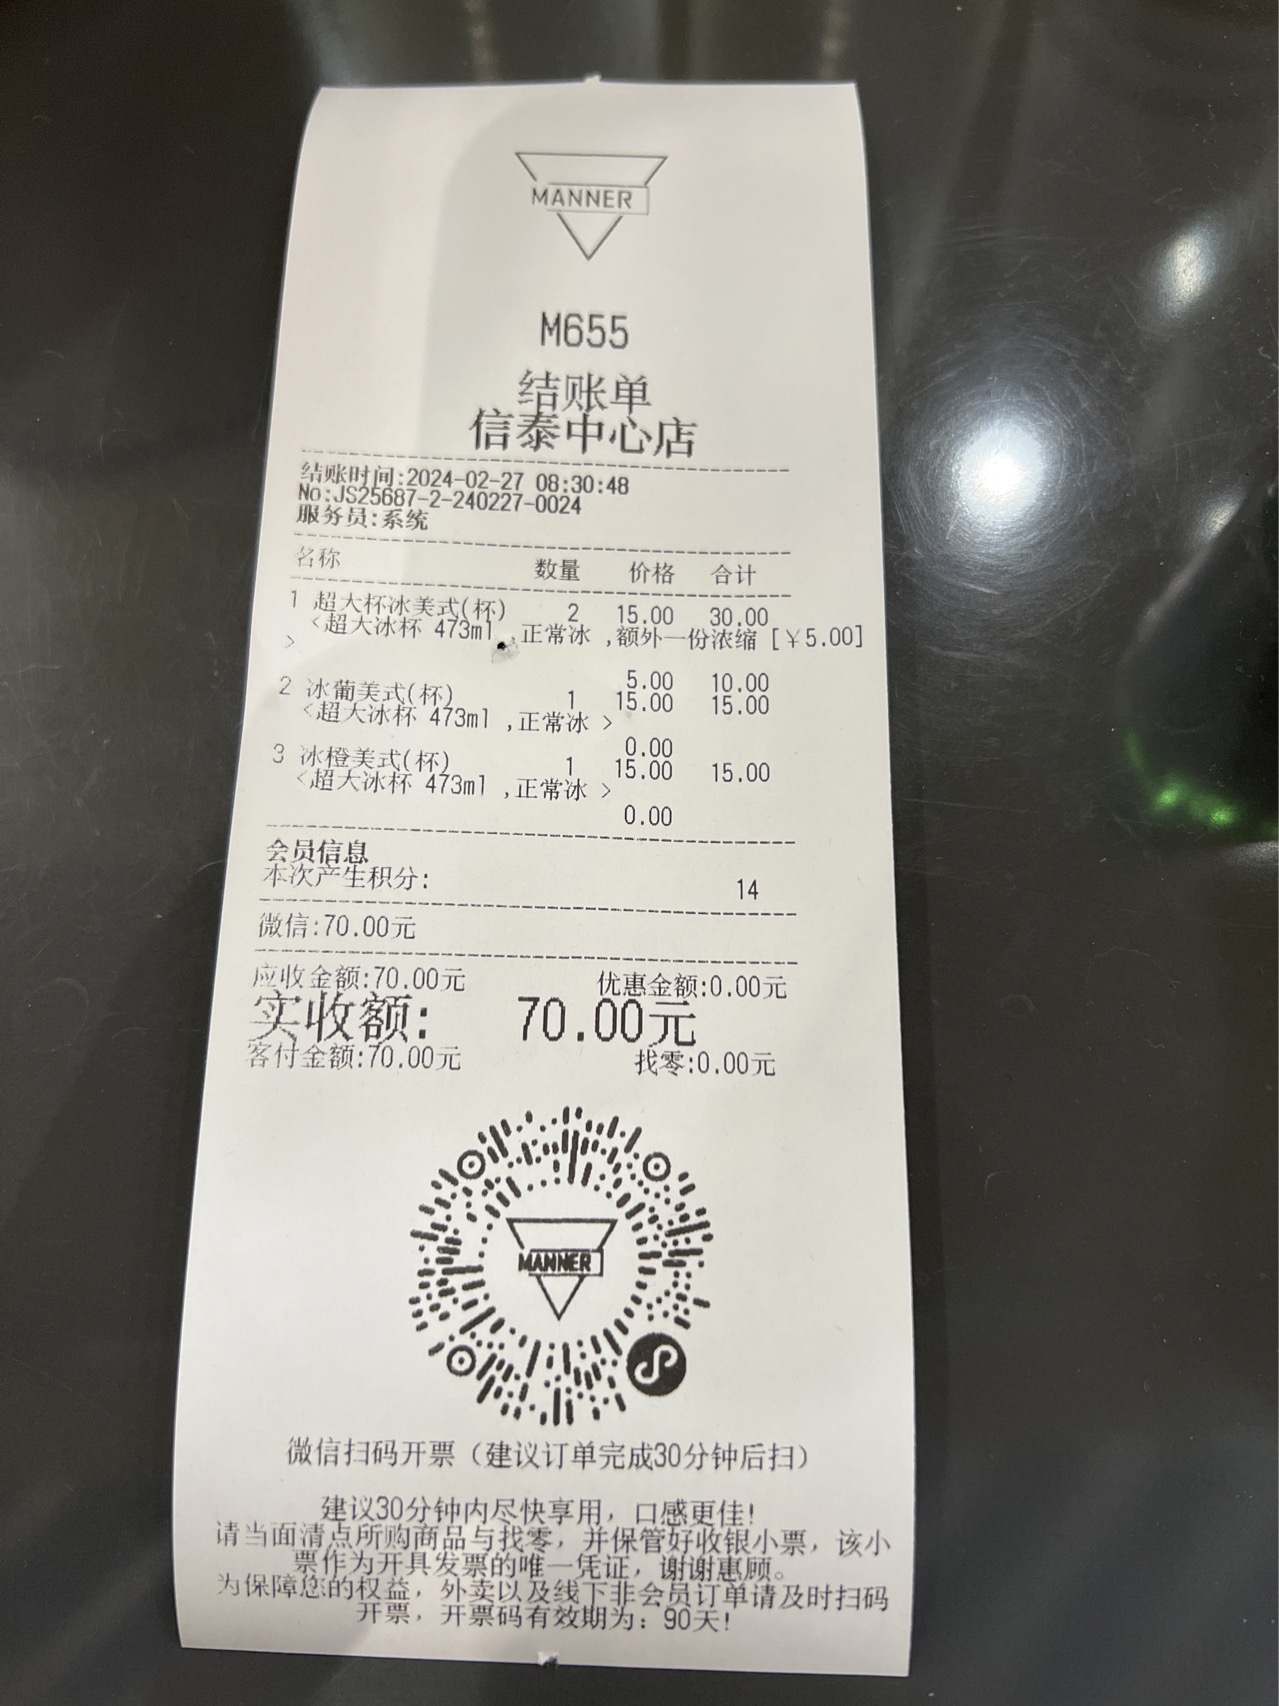 MANNER
M655
结账单
信泰中心店
结账时间:2024-02-27 08:30:48
No:JS25687-2-240227-0024
服务员:系统
名称 数量 价格 合计
1 超大杯冰美式(杯) 2 15.00 30.00
<超大冰杯 473ml ,正常冰 ,额外一份浓缩 [￥5.00]
>
5.00 10.00
2 冰葡美式(杯) 1 15.00 15.00
<超大冰杯 473ml ,正常冰 >
0.00
3 冰橙美式(杯) 1 15.00 15.00
<超大冰杯 473ml ,正常冰 >
0.00
会员信息
本次产生积分: 14
微信:70.00元
应收金额:70.00元 优惠金额:0.00元
实收额: 70.00元
客付金额:70.00元 找零:0.00元
MANNER
微信扫码开票（建议订单完成30分钟后扫）
建议30分钟内尽快享用，口感更佳!
请当面清点所购商品与找零，并保管好收银小票，该小
票作为开具发票的唯一凭证，谢谢惠顾。
为保障您的权益，外卖以及线下非会员订单请及时扫码
开票，开票码有效期为：90天!